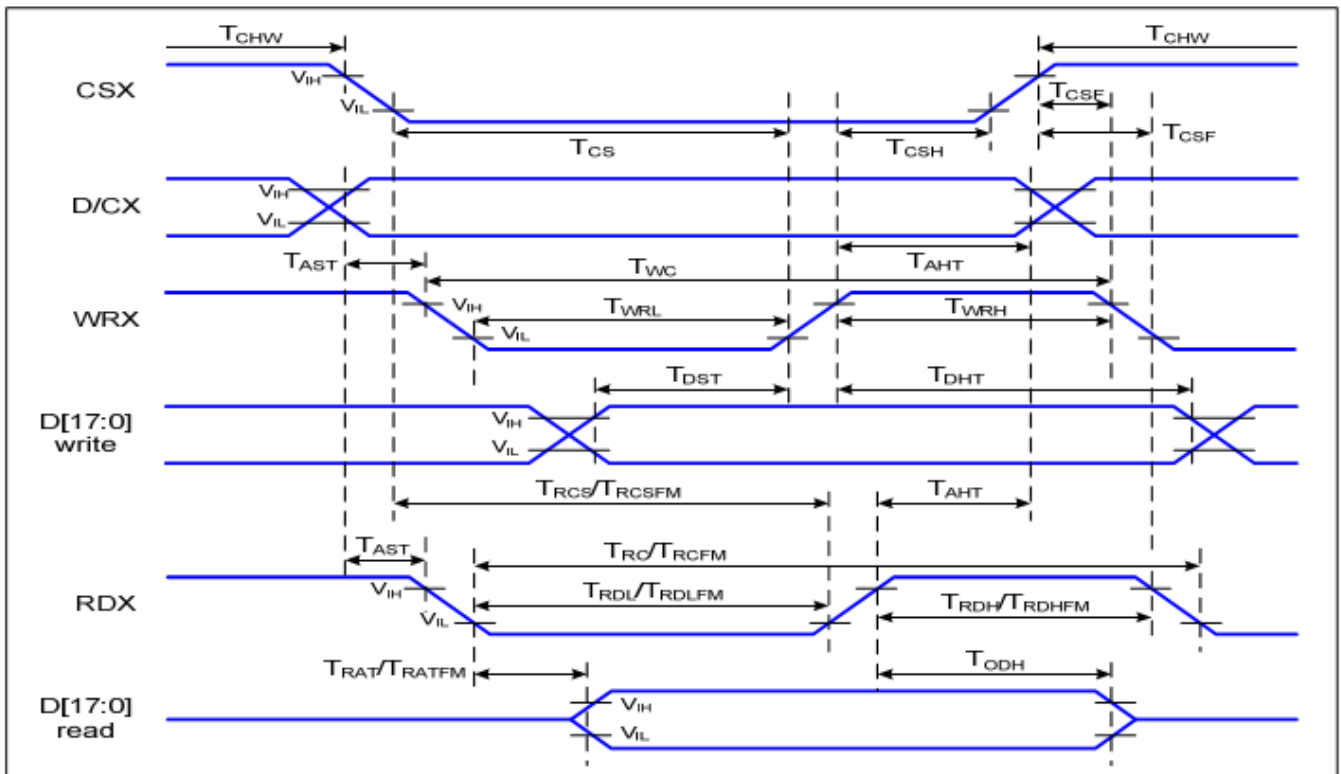 TCHW TCHW
VIH
CSX TCSF
VIL TCSF
TCS TCSH
VIH
D/CX
VIL
TAST TWC TAHT
VIH
WRX TWRL TWRH
VIL
TDST TDHT
D[17:0] VIH
write VIL
TRCS/TRCSFM TAHT
TAST TRC/TRCFM
VIH TRDL/TRDLFM
RDX TRDH/TRDHFM
VIL
TRAT/TRATFM TODH
D[17:0] VIH
read VIL